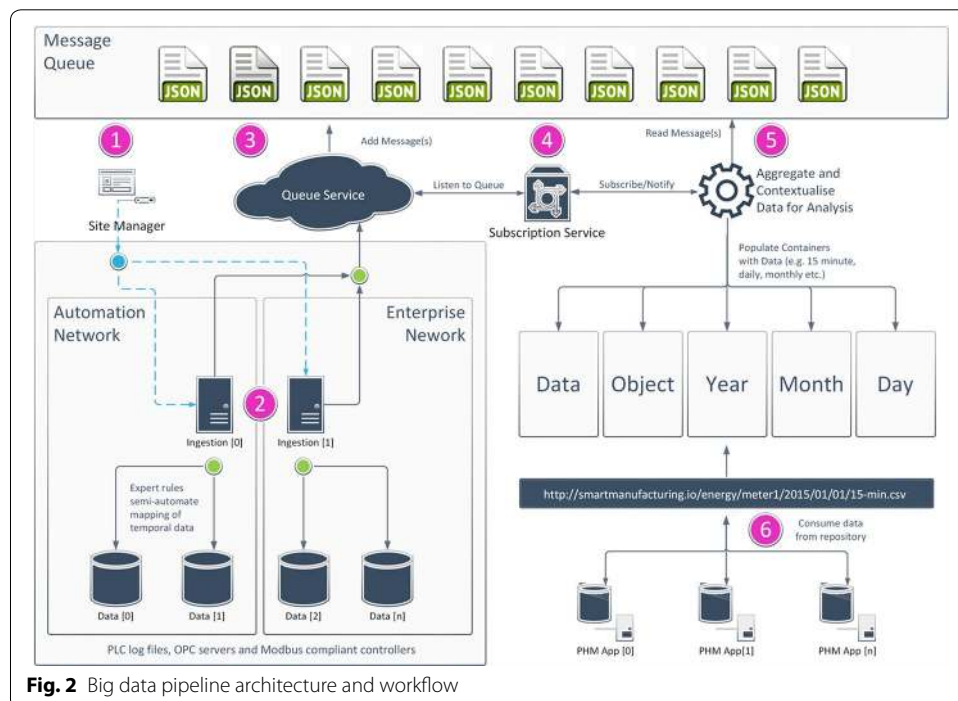 Message
Queue
JSON JSON JSON JSON JSON JSON JSON JSON JSON JSON
1
3
Add Message(s)
4
Read Message(s)
5
Site Manager
Queue Service
Listen to Queue
Subscription Service
Subscribe/Notify
Aggregate and
Contextualise
Data for Analysis
Populate Containers
with Data (e.g. 15 minute,
daily, monthly etc.)
Automation
Network
Enterprise
Nework
Ingestion [0]
2
Ingestion [1]
Expert rules
semi-automate
mapping of
temporal data
Data [0]
Data [1]
Data [2]
Data [n]
PLC log files, OPC servers and Modbus compliant controllers
Data
Object
Year
Month
Day
http://smartmanufacturing.io/energy/meter1/2015/01/01/15-min.csv
6
Consume data
from repository
PHM App [0]
PHM App[1]
PHM App [n]
Fig. 2 Big data pipeline architecture and workflow